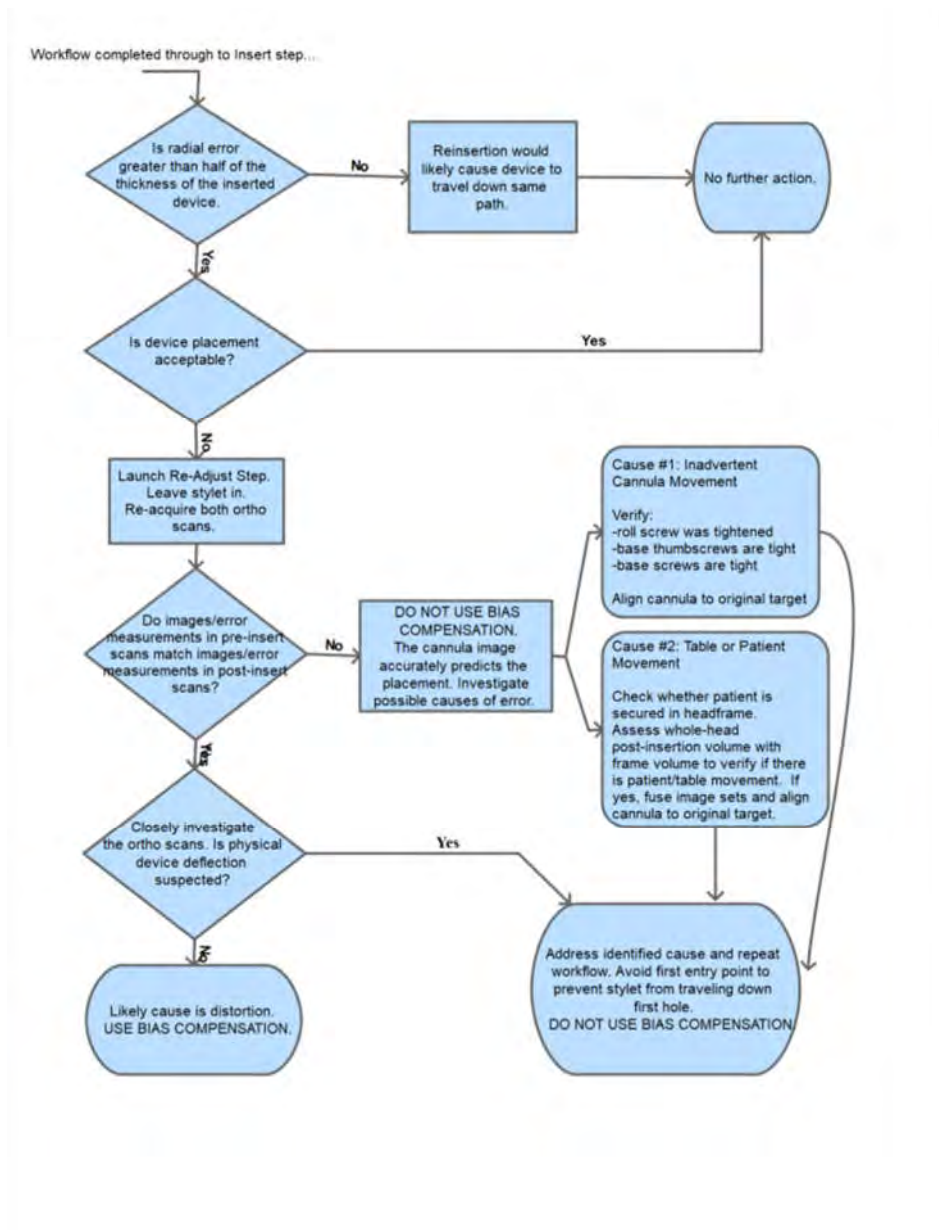 Workflow completed through to Insert step...
Is radial error
greater than half of the
thickness of the inserted
device.
No
Reinsertion would
likely cause device to
travel down same
path.
No further action.
Yes
Is device placement
acceptable?
Yes
No
Launch Re-Adjust Step.
Leave stylet in.
Re-acquire both ortho
scans.
Do images/error
measurements in pre-insert
scans match images/error
measurements in post-insert
scans?
No
DO NOT USE BIAS
COMPENSATION.
The cannula image
accurately predicts the
placement. Investigate
possible causes of error.
Cause #1: Inadvertent
Cannula Movement
Verify:
-roll screw was tightened
-base thumbscrews are tight
-base screws are tight
Align cannula to original target
Cause #2: Table or Patient
Movement
Check whether patient is
secured in headframe.
Assess whole-head
post-insertion volume with
frame volume to verify if there
is patient/table movement. If
yes, fuse image sets and align
cannula to original target.
Yes
Closely investigate
the ortho scans. Is physical
device deflection
suspected?
Yes
No
Likely cause is distortion.
USE BIAS COMPENSATION.
Address identified cause and repeat
workflow. Avoid first entry point to
prevent stylet from traveling down
first hole.
DO NOT USE BIAS COMPENSATION